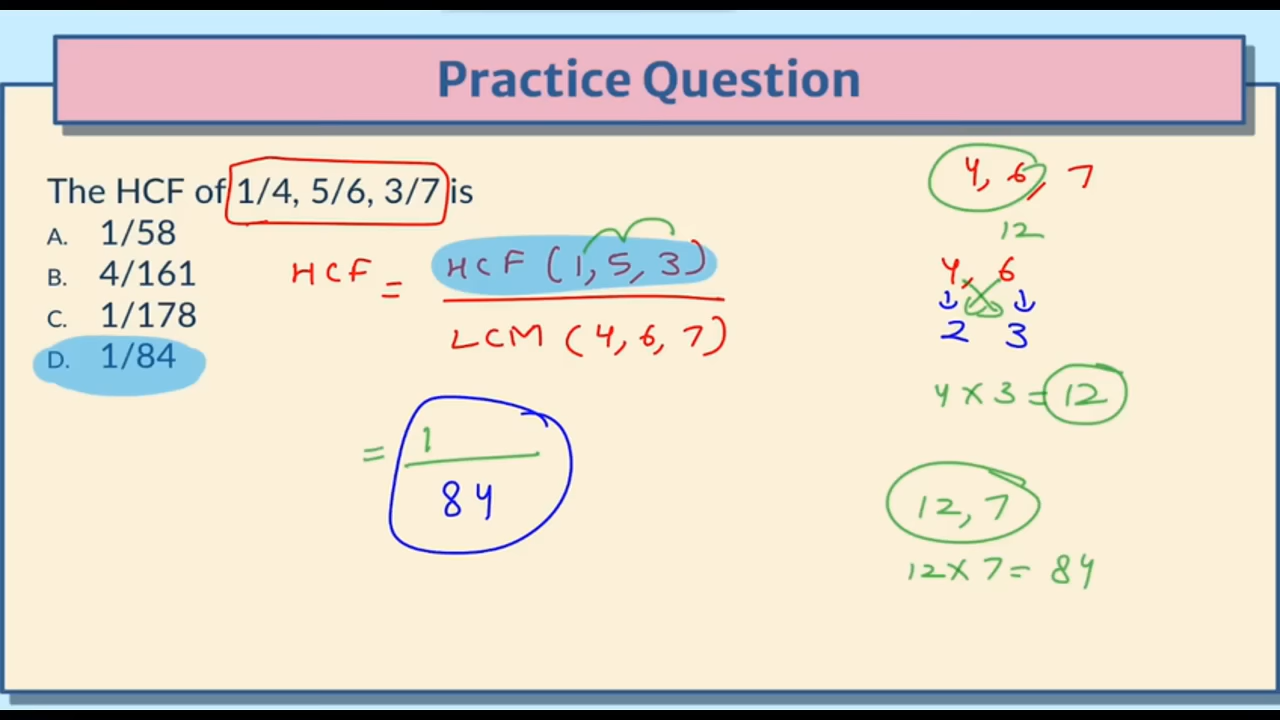 Practice Question
The HCF of 1/4, 5/6, 3/7 is
A. 1/58
B. 4/161
C. 1/178
D. 1/84
HCF = HCF (1, 5, 3)
LCM (4, 6, 7)
= 1
84
4, 6, 7
12
4 6
2 3
4 × 3 = 12
12, 7
12 × 7 = 84